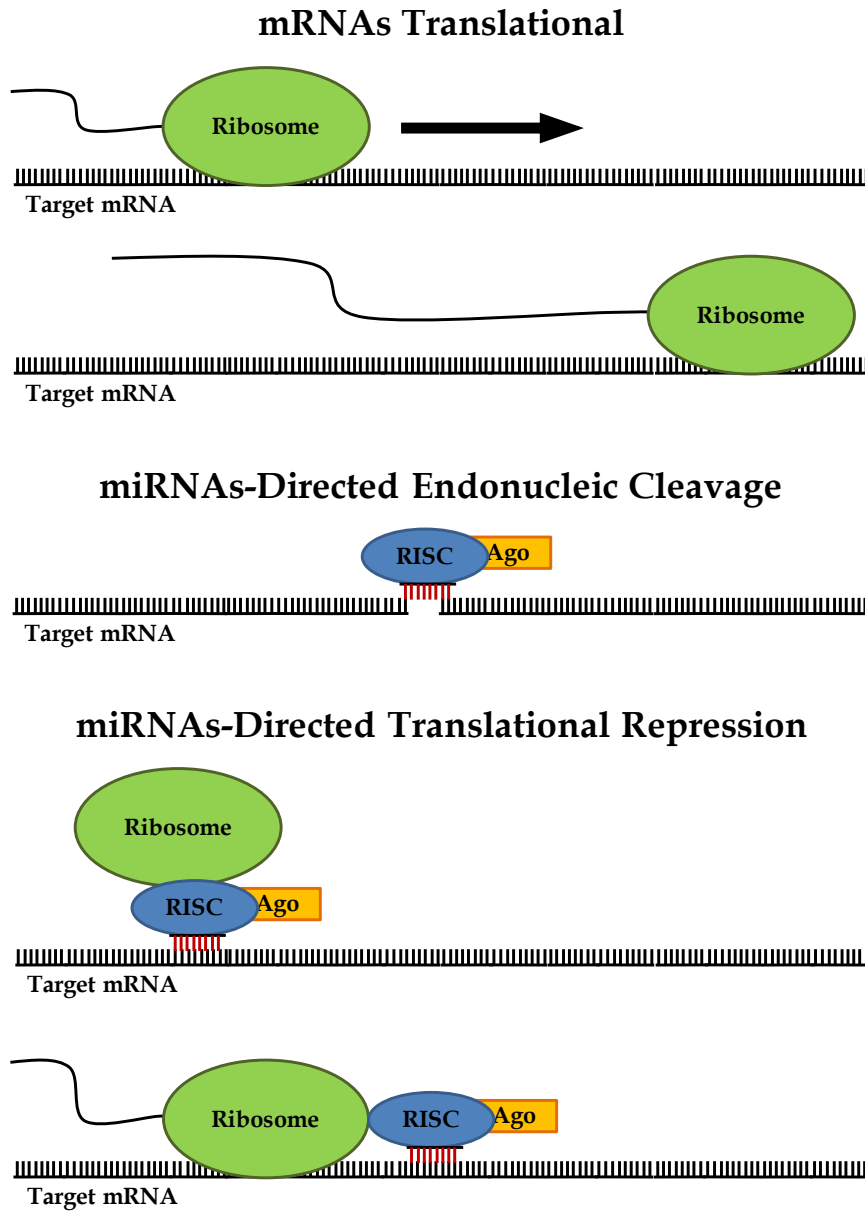 mRNAs Translational
Ribosome
Target mRNA
Ribosome
Target mRNA
miRNAs-Directed Endonucleic Cleavage
RISC Ago
Target mRNA
miRNAs-Directed Translational Repression
Ribosome
RISC Ago
Target mRNA
Ribosome RISC Ago
Target mRNA